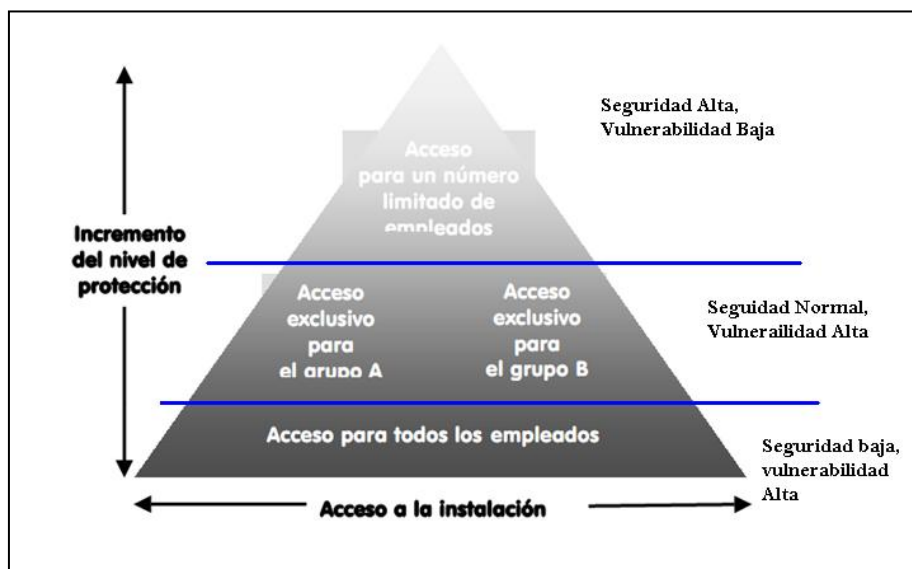 Seguridad Alta,
Vulnerabilidad Baja
Acceso
para un número
limitado de
empleados
Incremento
del nivel de
protección
Acceso
exclusivo
para
el grupo A
Acceso
exclusivo
para
el grupo B
Seguidad Normal,
Vulnerailidad Alta
Acceso para todos los empleados
Seguridad baja,
vulnerabilidad
Alta
Acceso a la instalación